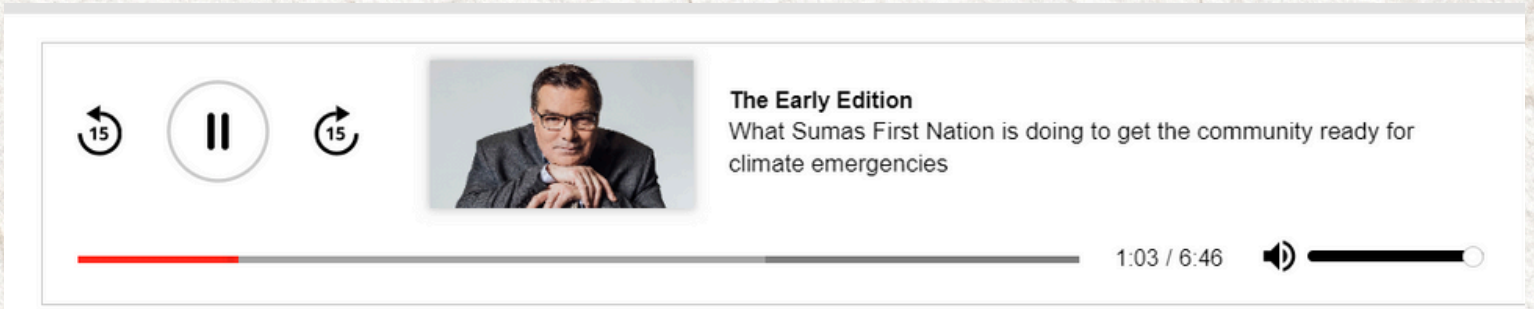 15
15
The Early Edition
What Sumas First Nation is doing to get the community ready for
climate emergencies
1:03 / 6:46